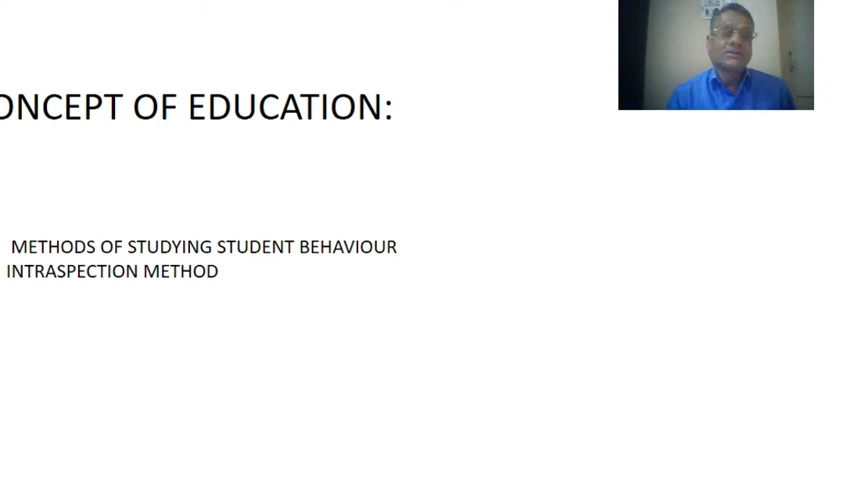 ONCEPT OF EDUCATION:
METHODS OF STUDYING STUDENT BEHAVIOUR
INTRASPECTION METHOD